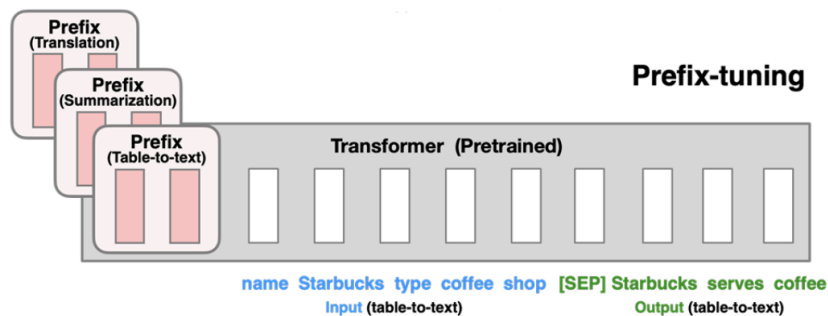 Prefix
(Translation)
Prefix
(Summarization)
Prefix
(Table-to-text)
Prefix-tuning
Transformer (Pretrained)
name Starbucks type coffee shop [SEP] Starbucks serves coffee
Input (table-to-text) Output (table-to-text)